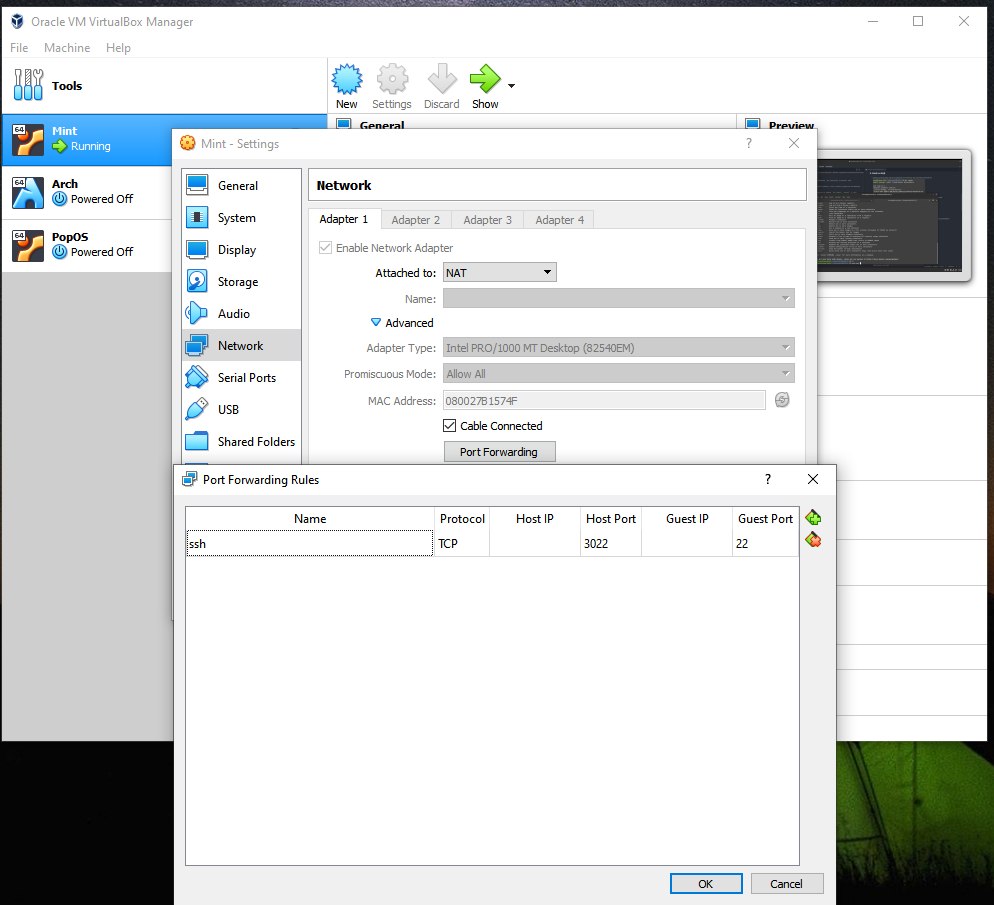 Oracle VM VirtualBox Manager
File Machine Help
Tools
New Settings Discard Show
64 Mint
Running
64 Arch
Powered Off
64 PopOS
Powered Off
General
Preview
Mint - Settings ?
General
System
Display
Storage
Audio
Network
Serial Ports
USB
Shared Folders
Network
Adapter 1 Adapter 2 Adapter 3 Adapter 4
Enable Network Adapter
Attached to: NAT
Name:
Advanced
Adapter Type: Intel PRO/1000 MT Desktop (82540EM)
Promiscuous Mode: Allow All
MAC Address: 080027B1574F
Cable Connected
Port Forwarding
Port Forwarding Rules ?
Name Protocol Host IP Host Port Guest IP Guest Port
ssh TCP 3022 22
OK Cancel